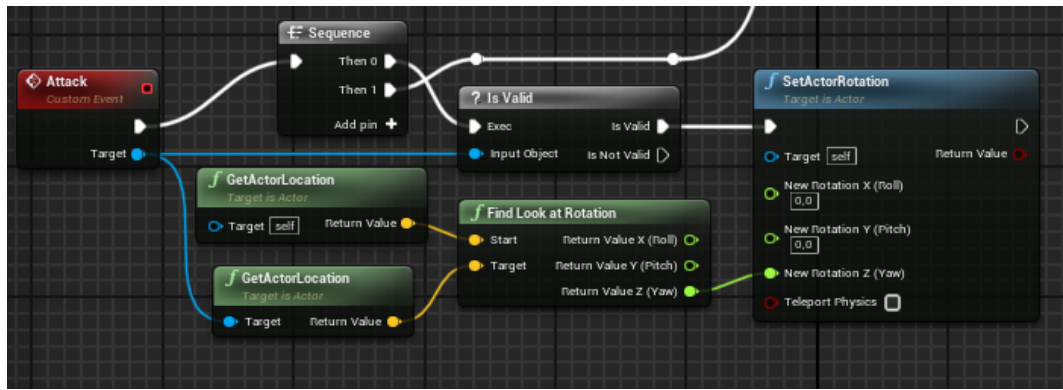 Sequence
Then 0
Then 1
Add pin
Attack
Custom Event
Target
? Is Valid
Exec
Is Valid
Input Object
Is Not Valid
SetActorRotation
Target is Actor
Target
self
Return Value
New Rotation X (Roll)
0,0
New Rotation Y (Pitch)
0,0
New Rotation Z (Yaw)
Teleport Physics
f GetActorLocation
Target is Actor
Target
self
Return Value
f Find Look at Rotation
Start
Return Value X (Roll)
Target
Return Value Y (Pitch)
Return Value Z (Yaw)
f GetActorLocation
Target is Actor
Target
Return Value